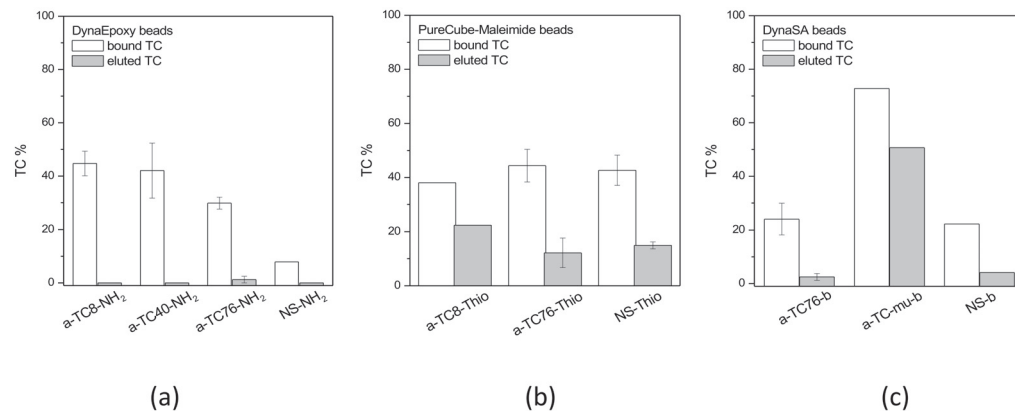 DynaEpoxy beads
bound TC
eluted TC
TC %
100
80
60
40
20
0
a-TC8-NH₂
a-TC40-NH₂
a-TC76-NH₂
NS-NH₂
(a)
PureCube-Maleimide beads
bound TC
eluted TC
TC %
100
80
60
40
20
0
a-TC8-Thio
a-TC76-Thio
NS-Thio
(b)
DynaSA beads
bound TC
eluted TC
TC %
100
80
60
40
20
0
a-TC76-b
a-TC-mu-b
NS-b
(c)